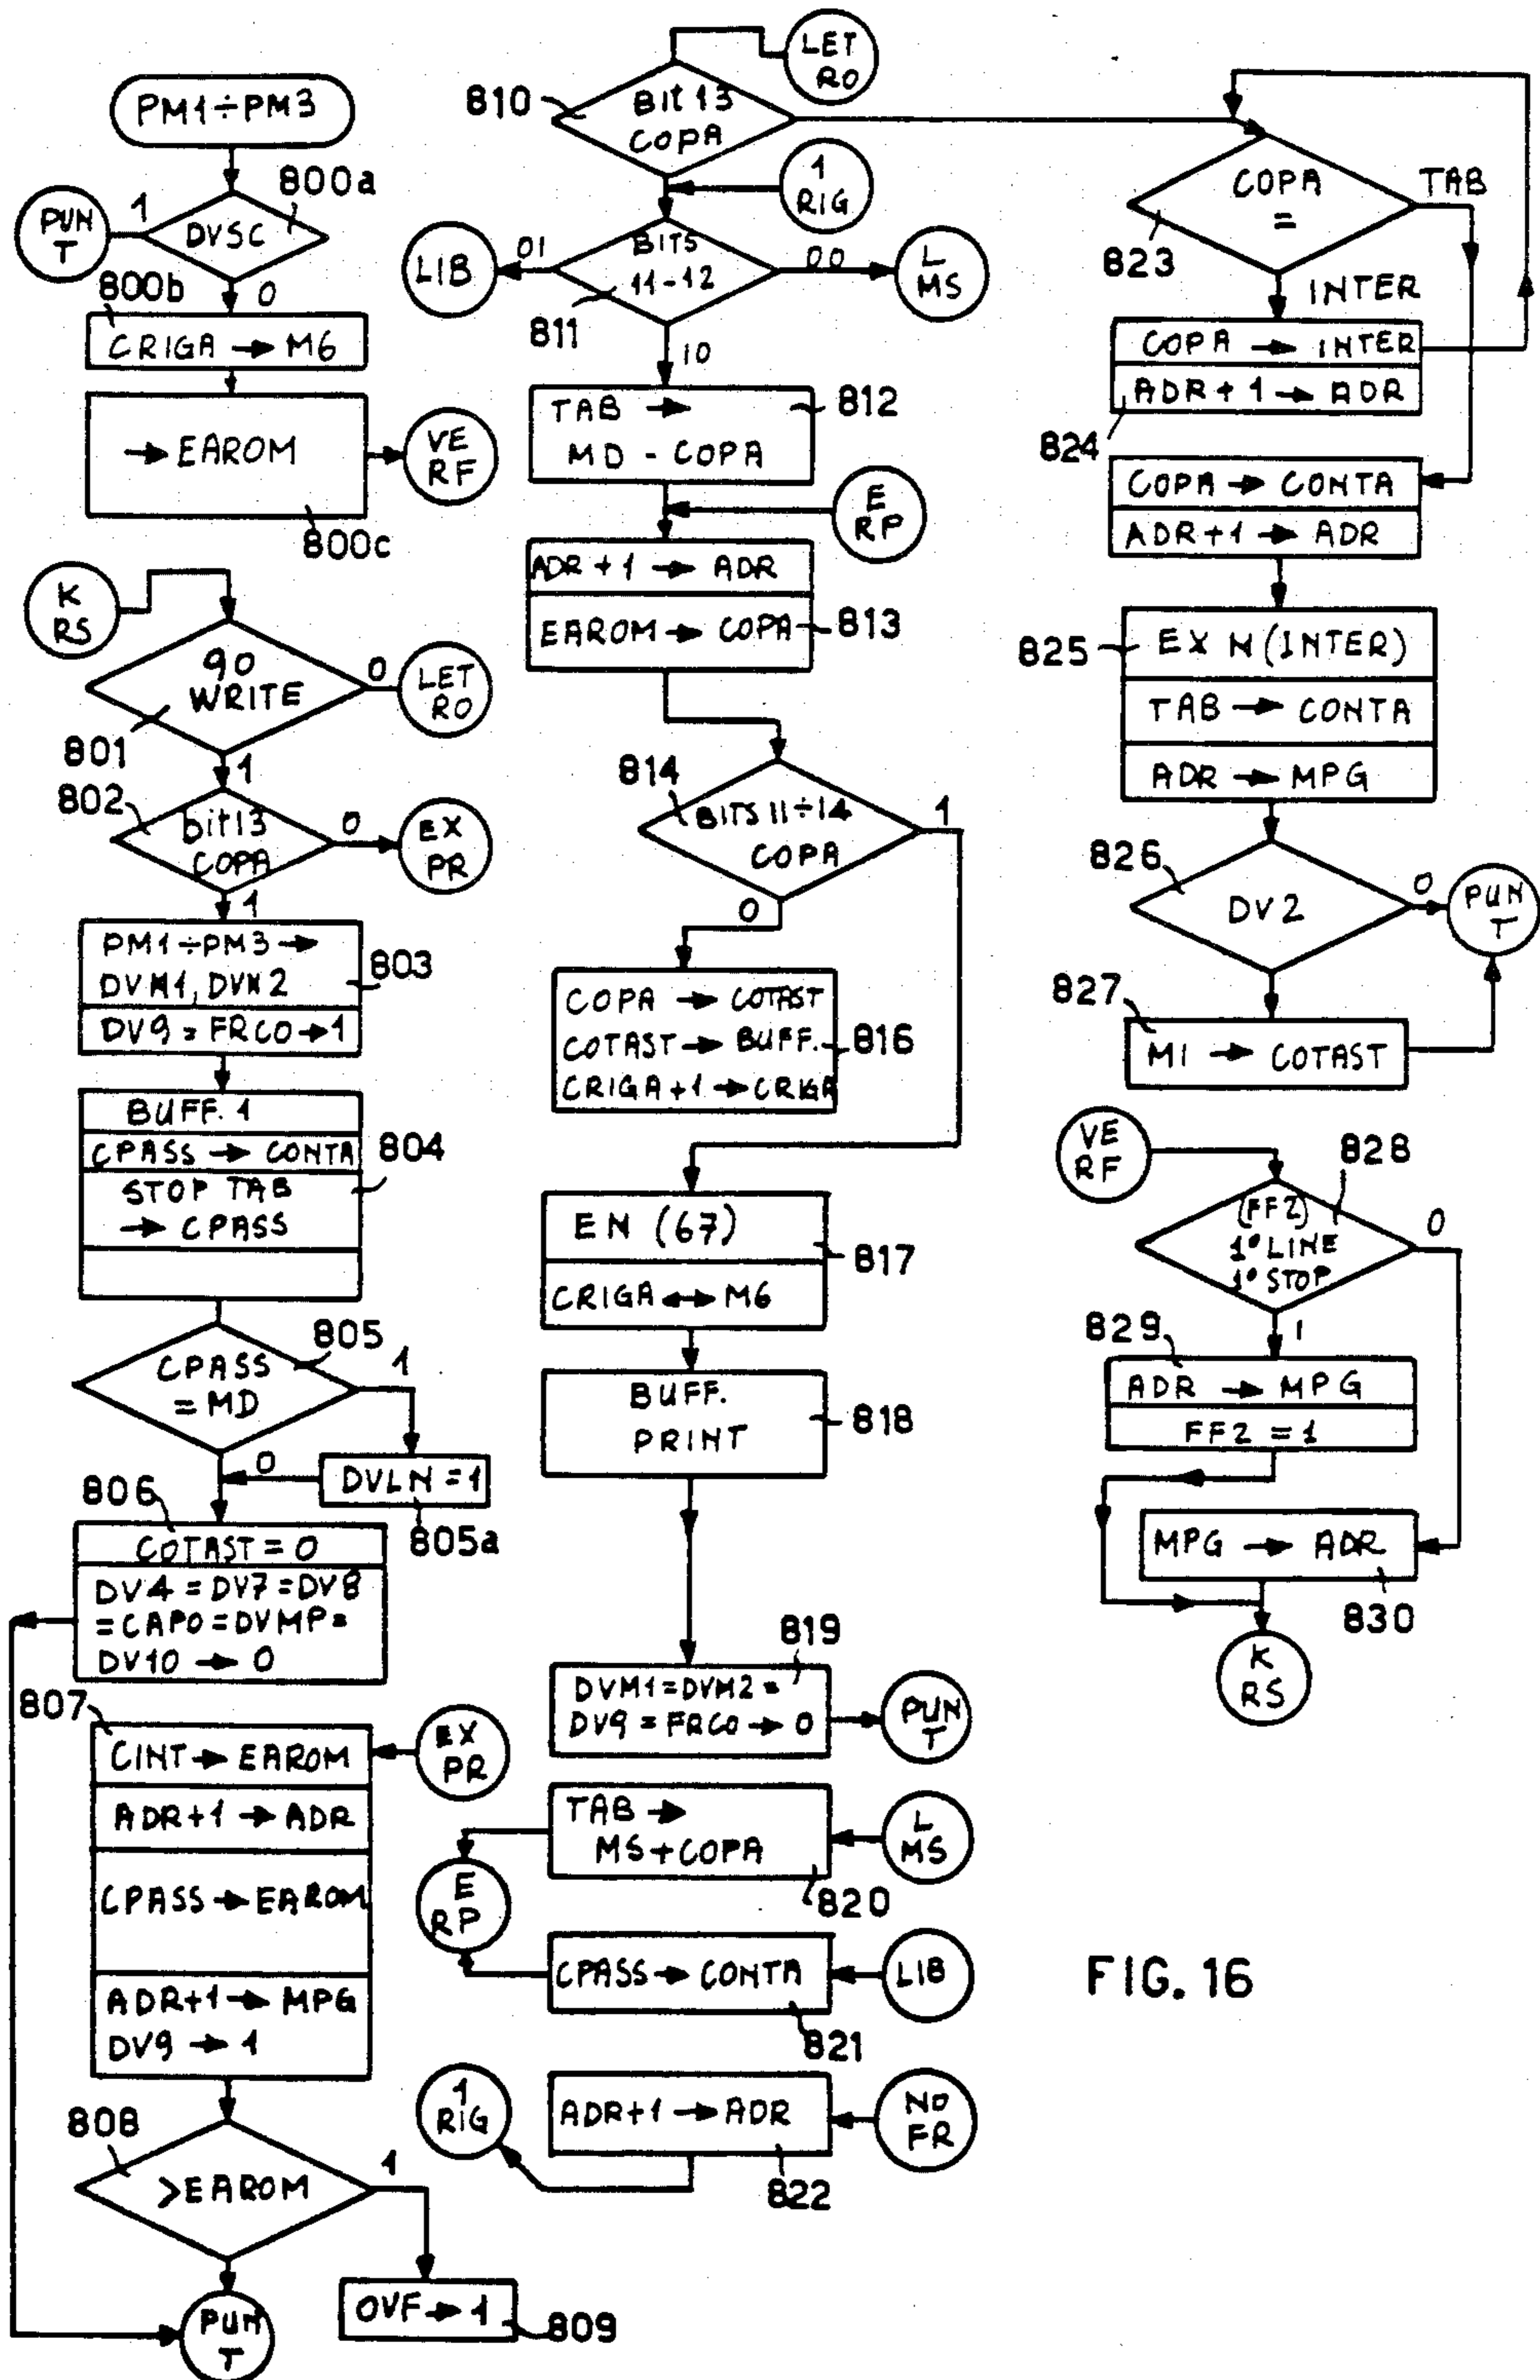 PM1÷PM3
800a
PUN
T
1
DVSC
0
800b
CRIGA → M6
→ EAROM
VE
RF
800c
K
RS
90
WRITE
0
LET
RO
801
1
802
bit13
COPA
0
EX
PR
1
PM1÷PM3 →
DVM1, DVM2
803
DV9 = FRCO → 1
BUFF. 1
CPASS → CONTA
804
STOP TAB
→ CPASS
805
CPASS
= MD
1
0
DVLN = 1
805a
806
COTAST = 0
DV4 = DV7 = DV8
= CAPO = DVMP =
DV10 → 0
807
CINT → EAROM
EX
PR
ADR+1 → ADR
CPASS → EAROM
ADR+1 → MPG
DV9 → 1
808
> EAROM
1
OVF → 1
809
PUN
T
LET
RO
810
Bit 13
COPA
1
RIG
LIB
01
BITS
11-12
00
L
MS
811
10
TAB →
MD - COPA
812
E
RP
ADR + 1 → ADR
EAROM → COPA
813
814
BITS 11÷14
COPA
1
0
COPA → COTAST
COTAST → BUFF.
CRIGA+1 → CRIGA
816
EN (67)
817
CRIGA ↔ M6
BUFF.
PRINT
818
819
DVM1 = DVM2 =
DV9 = FRCO → 0
PUN
T
TAB →
MS + COPA
L
MS
820
E
RP
CPASS → CONTA
LIB
821
1
RIG
ADR+1 → ADR
NO
FR
822
COPA
=
TAB
823
INTER
COPA → INTER
ADR+1 → ADR
824
COPA → CONTA
ADR+1 → ADR
825
EX N (INTER)
TAB → CONTA
ADR → MPG
826
DV2
0
PUN
T
827
M1 → COTAST
VE
RF
828
(FF2)
1° LINE
1° STOP
0
829
1
ADR → MPG
FF2 = 1
MPG → ADR
830
K
RS
FIG. 16